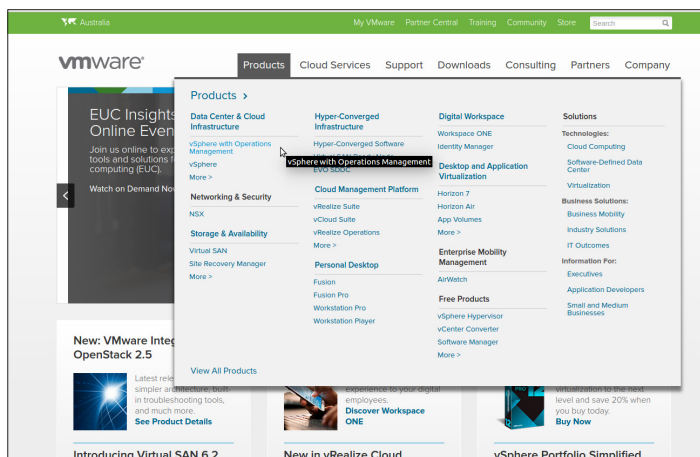 Australia
My VMware Partner Central Training Community Store Search
vmware
Products Cloud Services Support Downloads Consulting Partners Company
Products >
Data Center & Cloud
Infrastructure
vSphere with Operations
Management
vSphere
More >
Networking & Security
NSX
Storage & Availability
Virtual SAN
Site Recovery Manager
More >
View All Products
Hyper-Converged
Infrastructure
Hyper-Converged Software
vSphere with Operations Management
EVO SDDC
Cloud Management Platform
vRealize Suite
vCloud Suite
vRealize Operations
More >
Personal Desktop
Fusion
Fusion Pro
Workstation Pro
Workstation Player
Digital Workspace
Workspace ONE
Identity Manager
Desktop and Application
Virtualization
Horizon 7
Horizon Air
App Volumes
More >
Enterprise Mobility
Management
AirWatch
Free Products
vSphere Hypervisor
vCenter Converter
Software Manager
More >
Solutions
Technologies:
Cloud Computing
Software-Defined Data
Center
Virtualization
Business Solutions:
Business Mobility
Industry Solutions
IT Outcomes
Information For:
Executives
Application Developers
Small and Medium
Businesses
EUC Insights
Online Even
Join us online to exp
tools and solutions f
computing (EUC).
Watch on Demand Now
New: VMware Integ
OpenStack 2.5
Latest rele
simpler architecture, built-
in troubleshooting tools,
and much more.
See Product Details
experience to your digital
employees.
Discover Workspace
ONE
PRO
virtualization to the next
level and save 20% when
you buy today.
Buy Now
Introducing Virtual SAN 6.2
New in vRealize Cloud
vSphere Portfolio Simplified